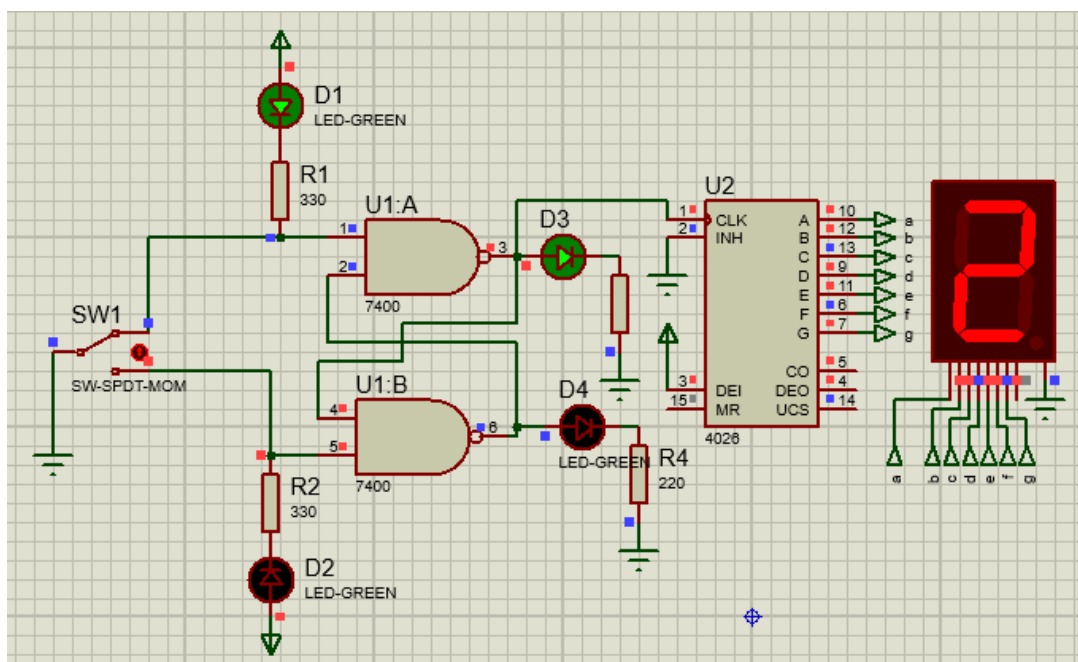 D1
LED-GREEN
R1
330
U1:A
1
2
3
7400
SW1
SW-SPDT-MOM
U1:B
4
5
6
7400
R2
330
D2
LED-GREEN
D3
D4
LED-GREEN
R4
220
U2
1 CLK
2 INH
3 DEI
15 MR
A 10
B 12
C 13
D 9
E 11
F 6
G 7
CO 5
DEO 4
UCS 14
4026
a
b
c
d
e
f
g
2
a b c d e f g